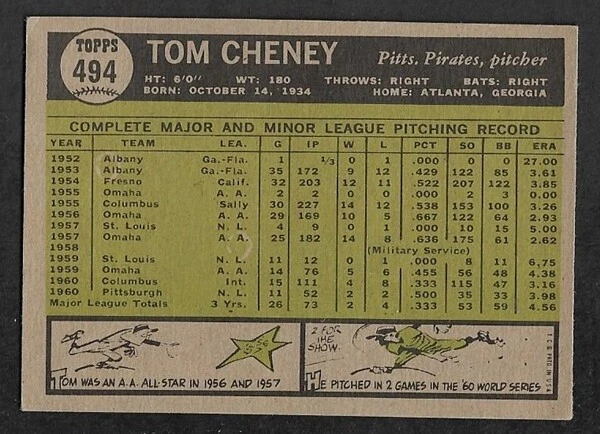 TOPPS
494
TOM CHENEY
Pitts. Pirates, pitcher
HT: 6'0" WT: 180 THROWS: RIGHT BATS: RIGHT
BORN: OCTOBER 14, 1934 HOME: ATLANTA, GEORGIA
COMPLETE MAJOR AND MINOR LEAGUE PITCHING RECORD
YEAR TEAM LEA. G IP W L PCT SO BB ERA
1952 Albany Ga.-Fla. 1 1/3 0 1 .000 0 0 27.00
1953 Albany Ga.-Fla. 35 172 9 12 .429 122 85 3.61
1954 Fresno Calif. 32 203 12 11 .522 207 122 3.85
1955 Omaha A. A. 2 2 0 0 .000 2 3 0.00
1955 Columbus Sally 30 227 14 12 .538 153 100 3.26
1956 Omaha A. A. 29 169 10 5 .667 122 64 2.93
1957 St. Louis N. L. 4 9 0 1 .000 10 15 5.00
1957 Omaha A. A. 25 182 14 8 .636 175 61 2.62
1958 (Military Service)
1959 St. Louis N. L. 11 12 0 1 .000 8 11 6.75
1959 Omaha A. A. 14 76 5 6 .455 56 48 4.38
1960 Columbus Int. 15 111 4 8 .333 115 47 3.16
1960 Pittsburgh N. L. 11 52 2 2 .500 35 33 3.98
Major League Totals 3 Yrs. 26 73 2 4 .333 53 59 4.56
56
57
TOM WAS AN A.A. ALL-STAR IN 1956 AND 1957
2 FOR THE SHOW
HE PITCHED IN 2 GAMES IN THE '60 WORLD SERIES
T.C.G. PRTD. IN U.S.A.